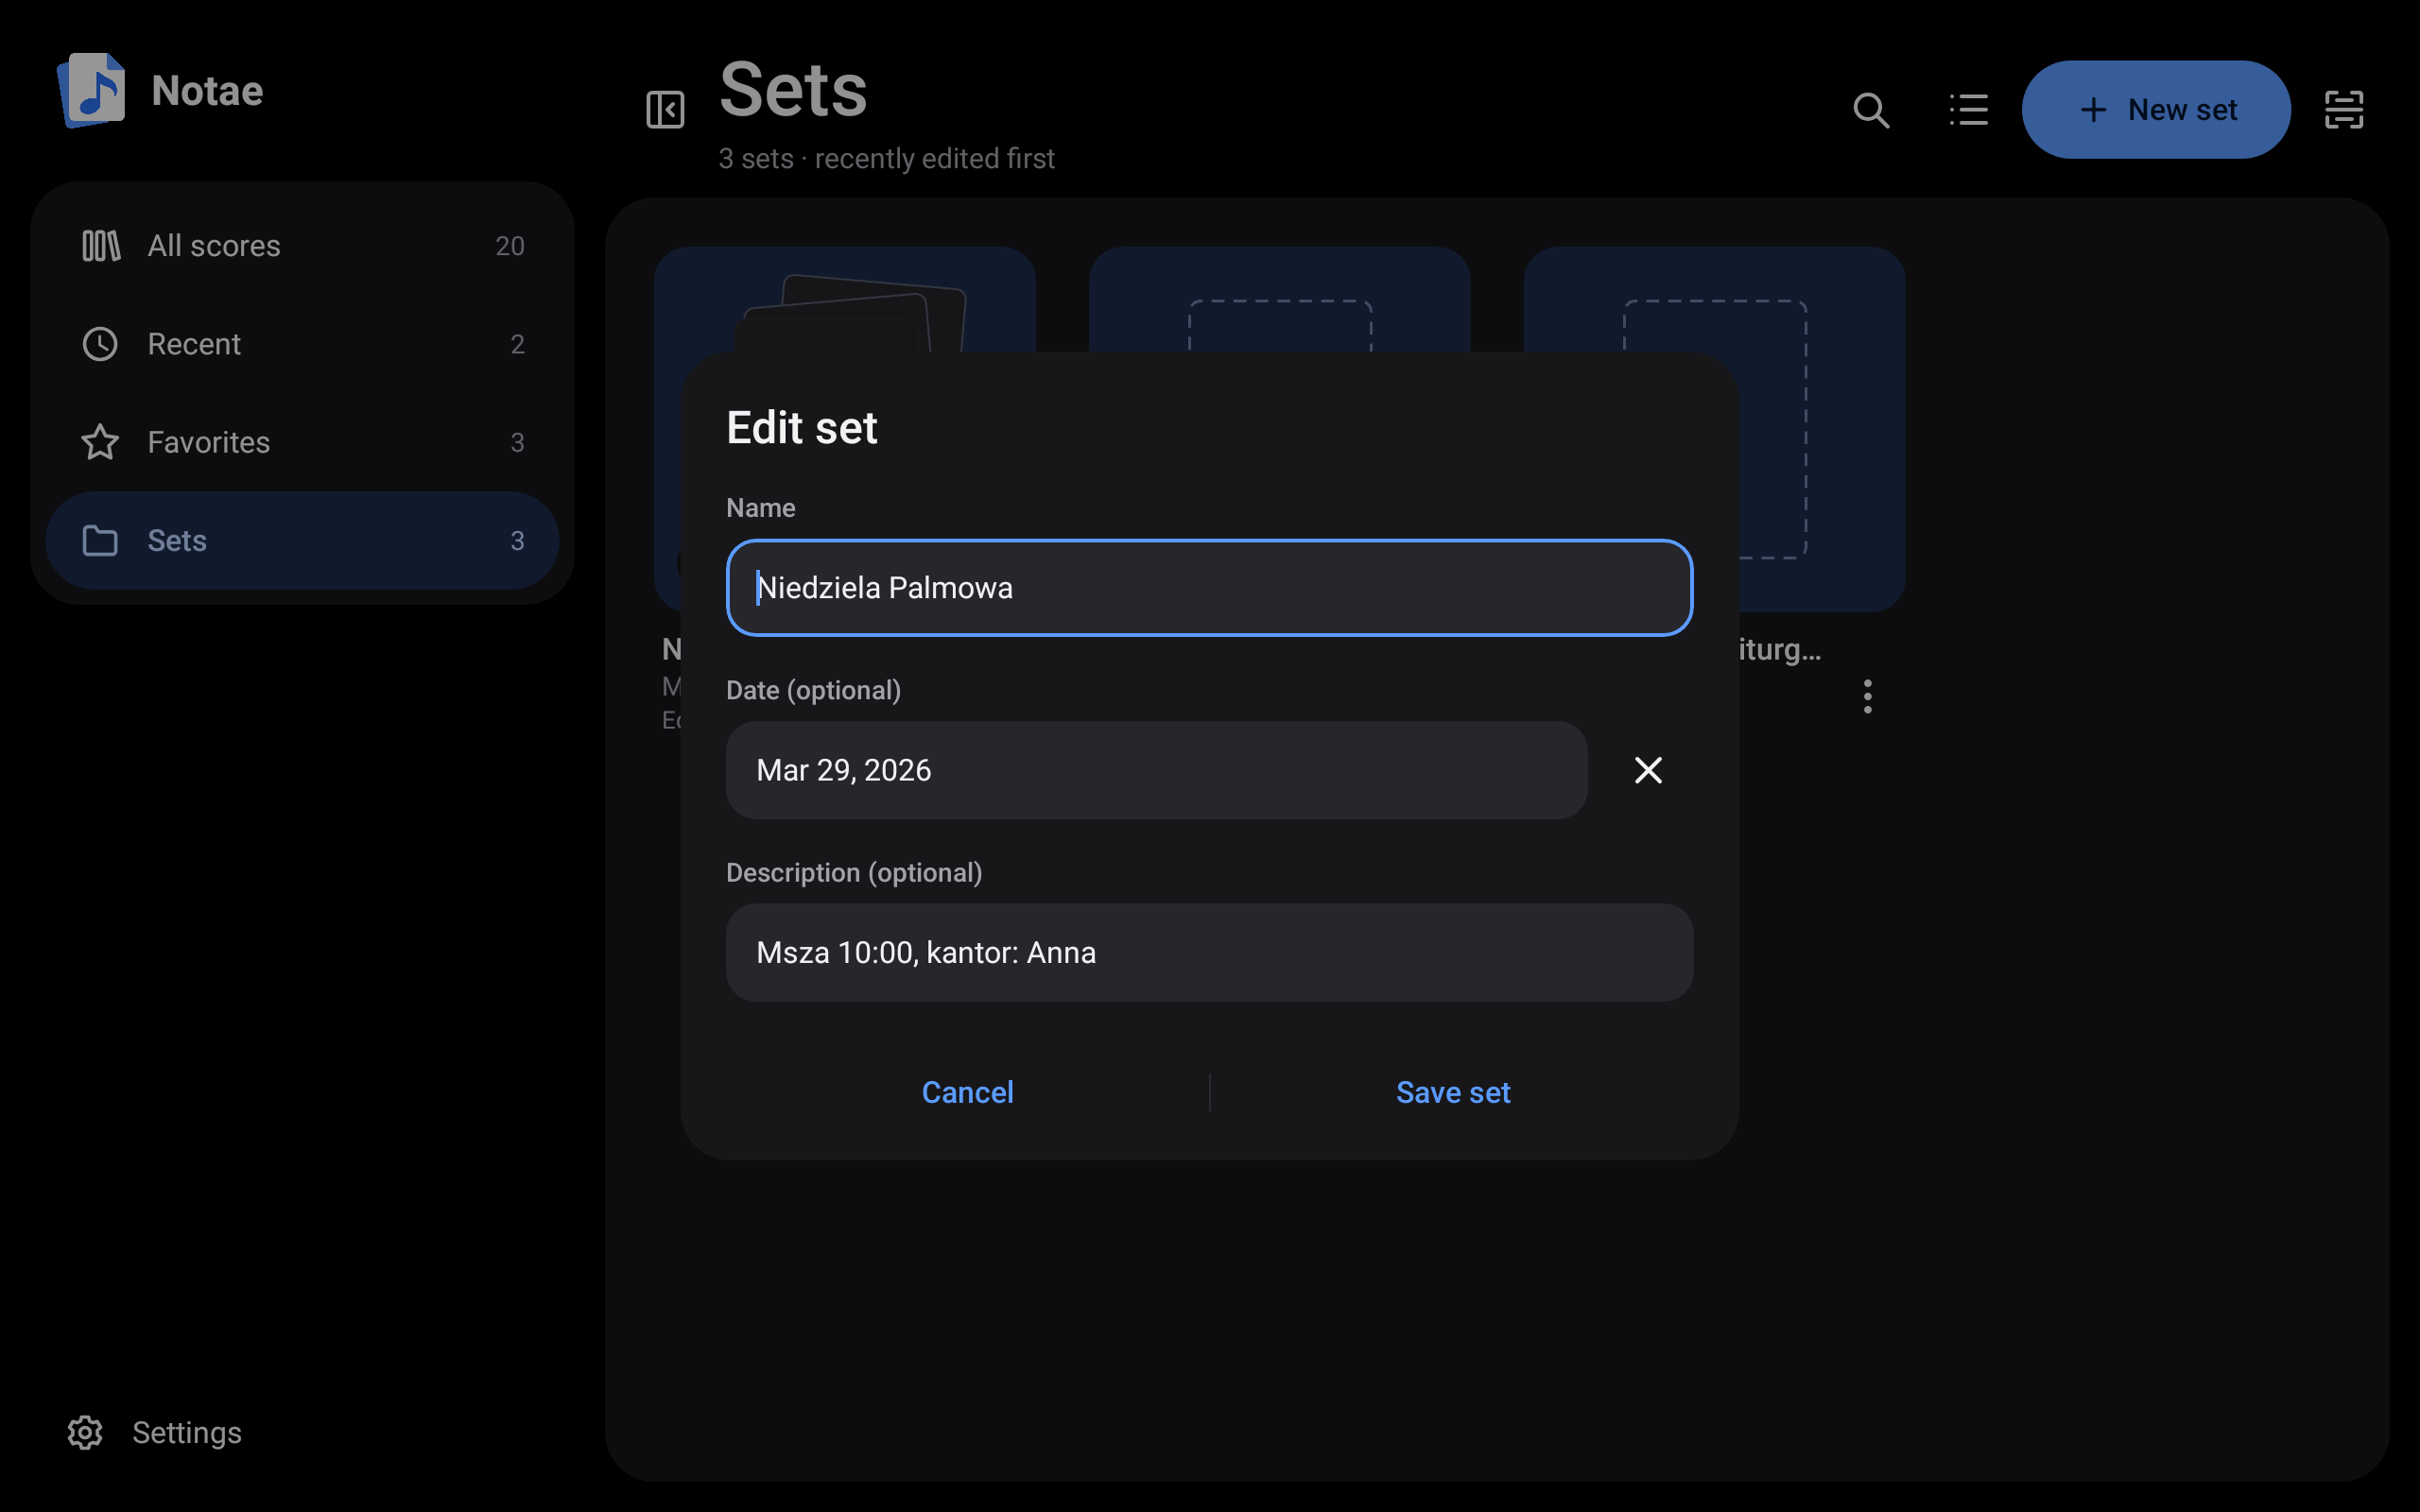 Notae
Sets
3 sets · recently edited first
New set
All scores 20
Recent 2
Favorites 3
Sets 3
Edit set
Name
Niedziela Palmowa
Date (optional)
Mar 29, 2026
Description (optional)
Msza 10:00, kantor: Anna
Cancel
Save set
iturg…
Settings